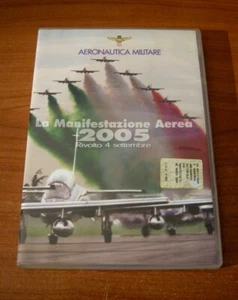 AERONAUTICA MILITARE
La Manifestazione Aerea
2005
Rivolto 4 settembre